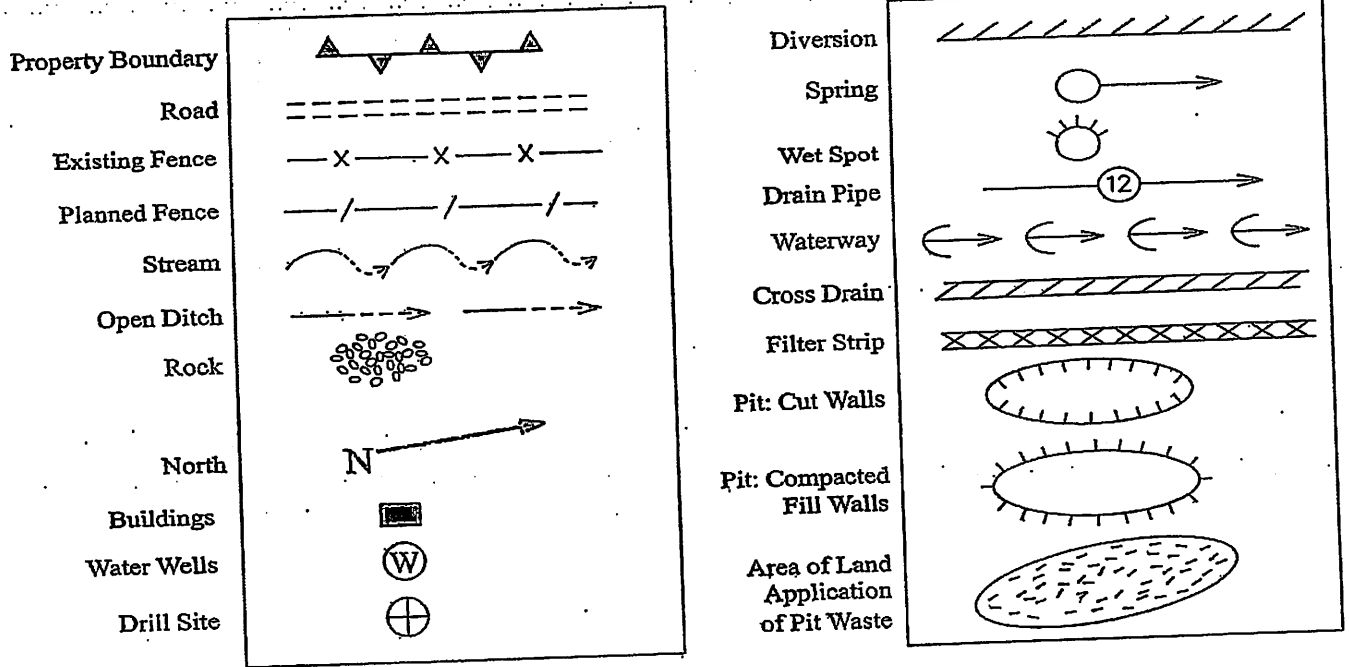 Property Boundary
Road
Existing Fence
Planned Fence
Stream
Open Ditch
Rock
North
N
Buildings
Water Wells
W
Drill Site
Diversion
Spring
Wet Spot
Drain Pipe
12
Waterway
Cross Drain
Filter Strip
Pit: Cut Walls
Pit: Compacted
Fill Walls
Area of Land
Application
of Pit Waste